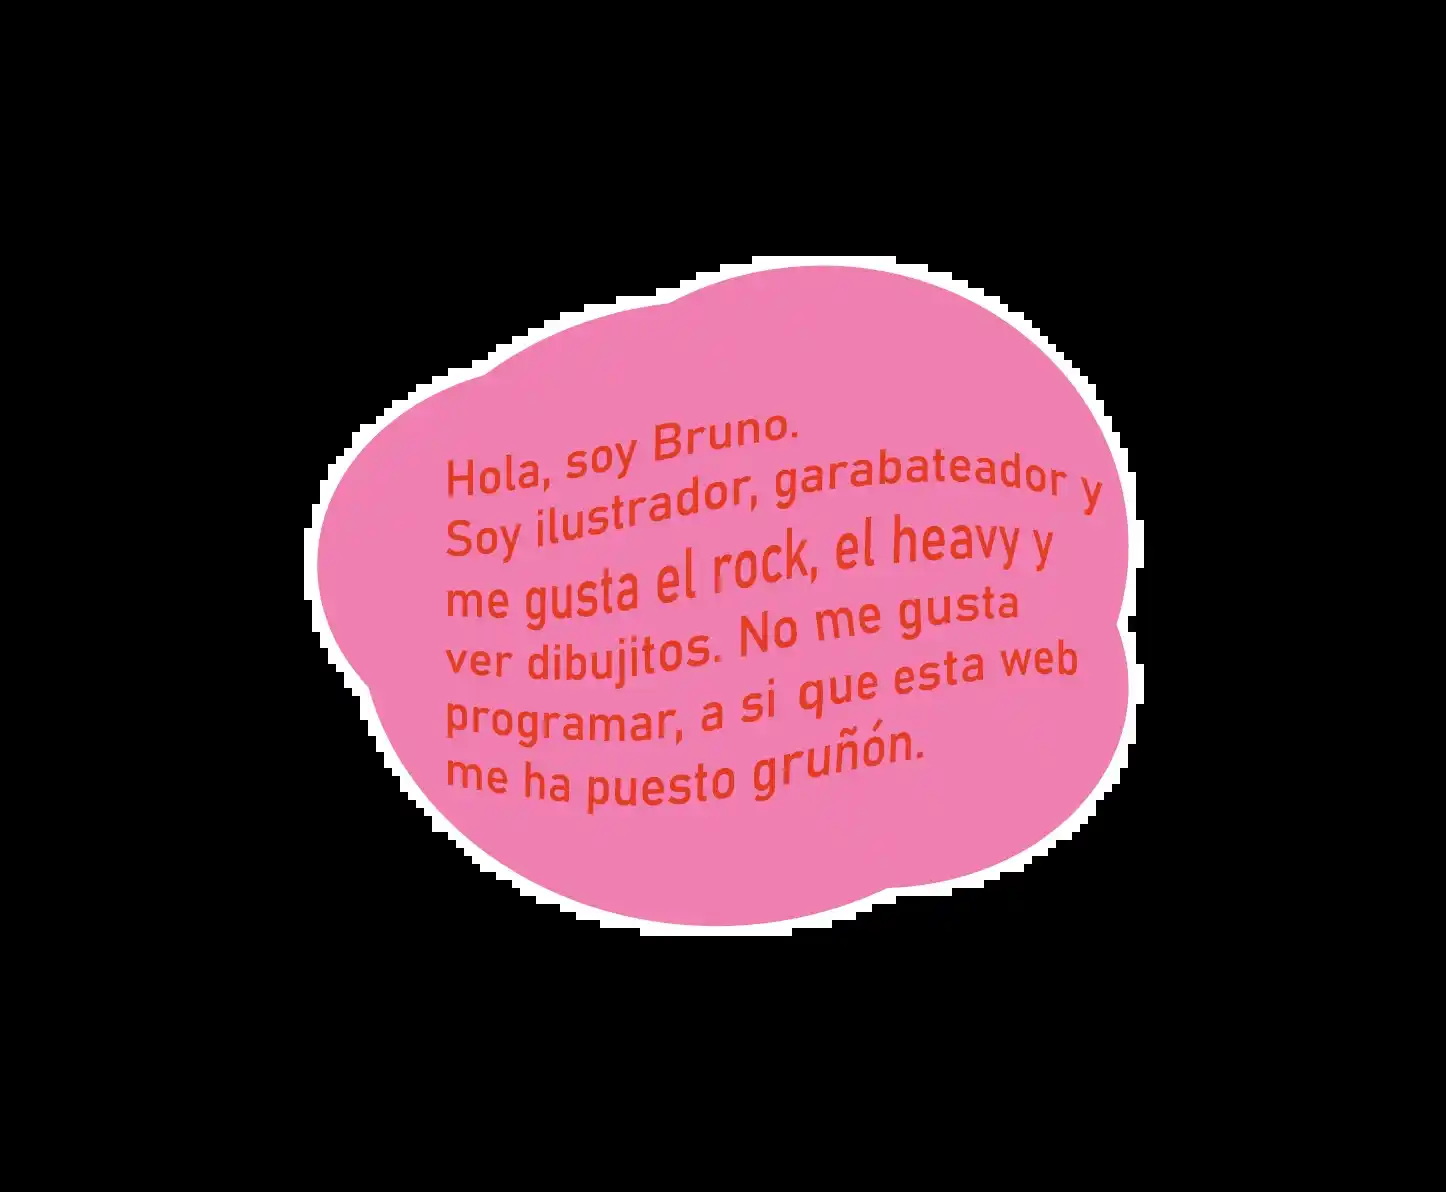 Hola, soy Bruno.
Soy ilustrador, garabateador y
me gusta el rock, el heavy y
ver dibujitos. No me gusta
programar, a si que esta web
me ha puesto gruñón.